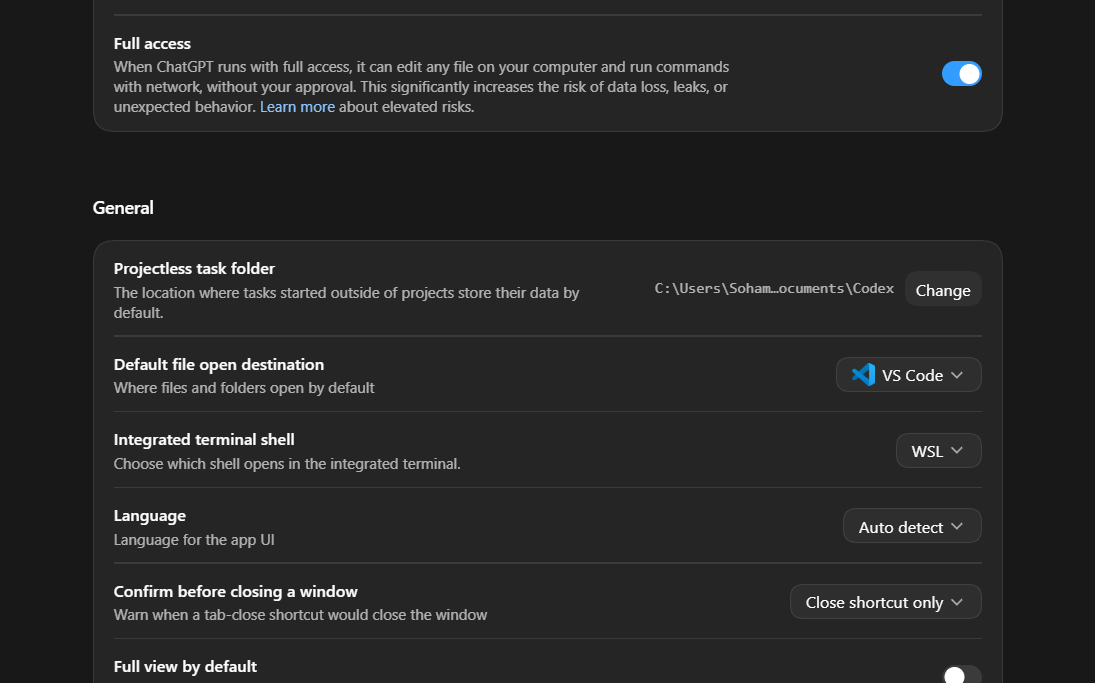 Full access
When ChatGPT runs with full access, it can edit any file on your computer and run commands
with network, without your approval. This significantly increases the risk of data loss, leaks, or
unexpected behavior. Learn more about elevated risks.
General
Projectless task folder
The location where tasks started outside of projects store their data by
default.
C:\Users\Soham…ocuments\Codex
Change
Default file open destination
Where files and folders open by default
VS Code
Integrated terminal shell
Choose which shell opens in the integrated terminal.
WSL
Language
Language for the app UI
Auto detect
Confirm before closing a window
Warn when a tab-close shortcut would close the window
Close shortcut only
Full view by default